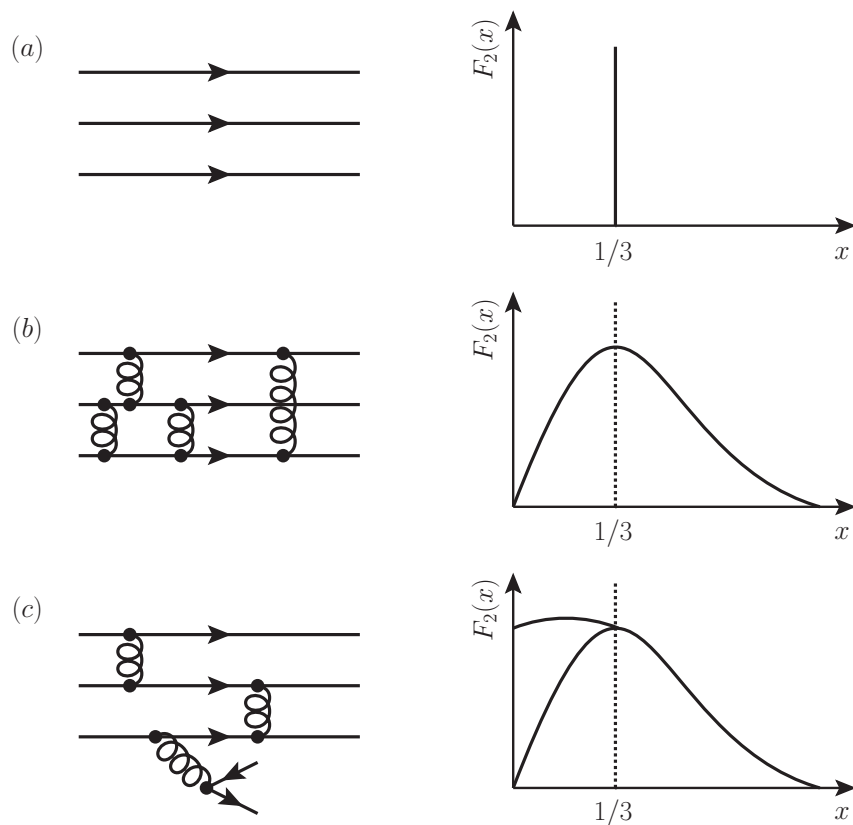 (a)
F₂(x)
1/3
x
(b)
F₂(x)
1/3
x
(c)
F₂(x)
1/3
x